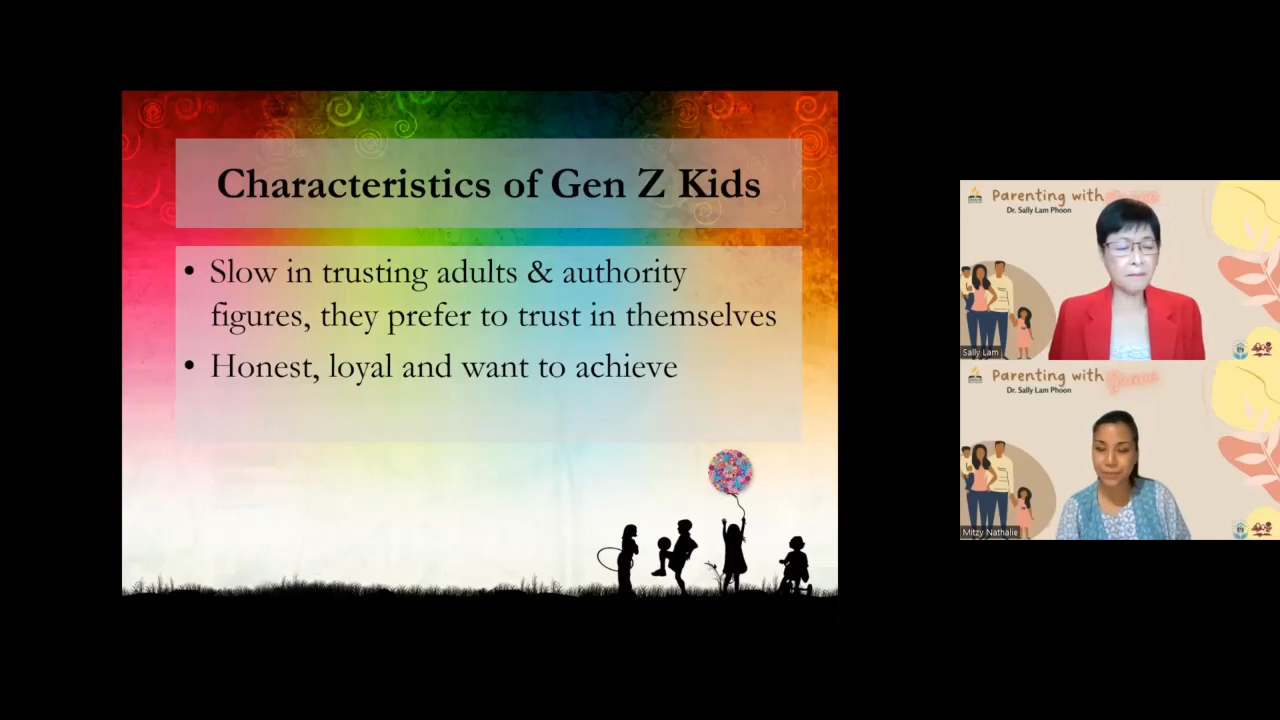 Characteristics of Gen Z Kids
• Slow in trusting adults & authority
figures, they prefer to trust in themselves
• Honest, loyal and want to achieve
Parenting with
Dr. Sally Lam Phoon
Sally Lam
Parenting with Grace
Dr. Sally Lam Phoon
Mitzy Nathalie